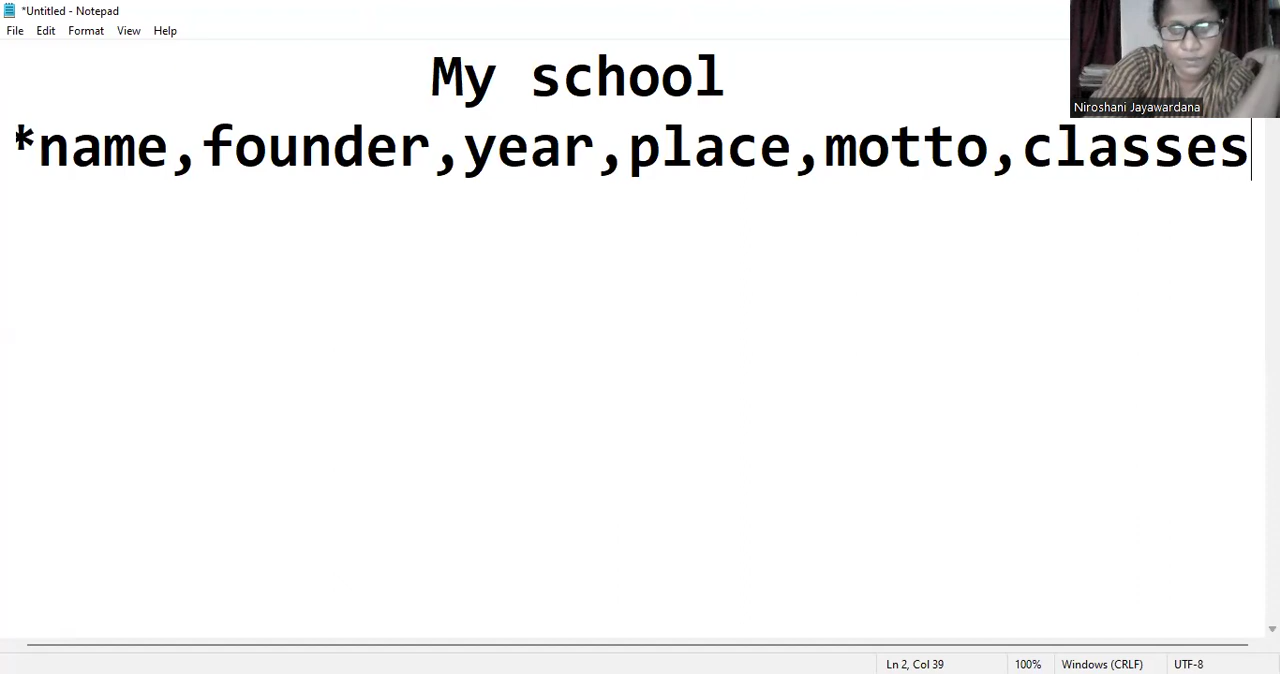 *Untitled - Notepad
File Edit Format View Help
Niroshani Jayawardana
My school
*name,founder,year,place,motto,classes
Ln 2, Col 39 100% Windows (CRLF) UTF-8